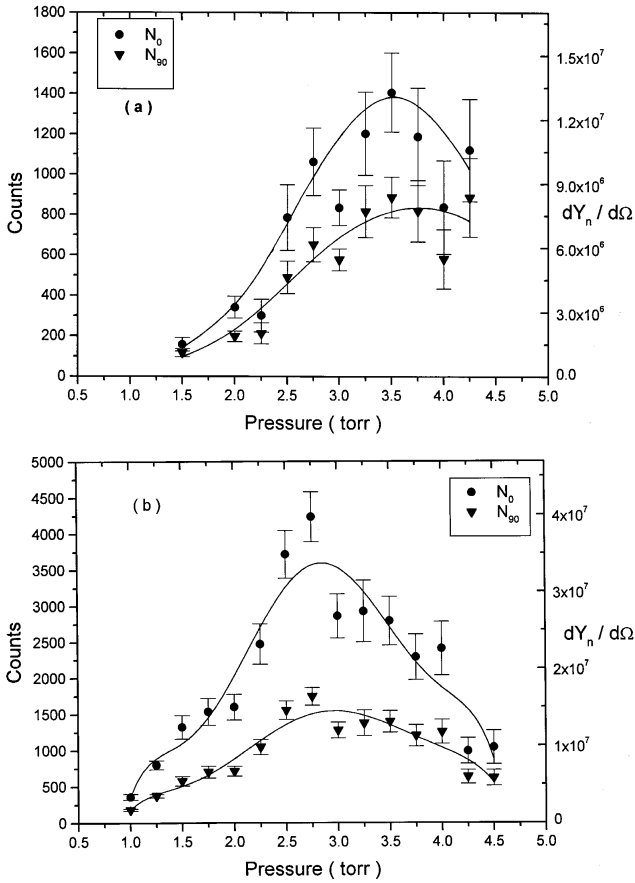 N0
N90
( a )
1800
1600
1400
1200
1000
800
600
400
200
0
Counts
1.5x10^7
1.2x10^7
9.0x10^6
6.0x10^6
3.0x10^6
0.0
dYn / dΩ
0.5 1.0 1.5 2.0 2.5 3.0 3.5 4.0 4.5 5.0
Pressure ( torr )
( b )
N0
N90
5000
4500
4000
3500
3000
2500
2000
1500
1000
500
0
Counts
4x10^7
3x10^7
2x10^7
1x10^7
0
dYn / dΩ
0.5 1.0 1.5 2.0 2.5 3.0 3.5 4.0 4.5 5.0
Pressure (torr)